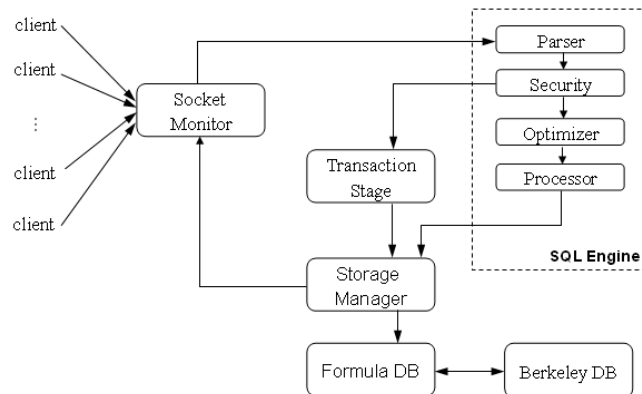 client
client
⋮
client
client
Socket
Monitor
Parser
Security
Optimizer
Processor
SQL Engine
Transaction
Stage
Storage
Manager
Formula DB
Berkeley DB